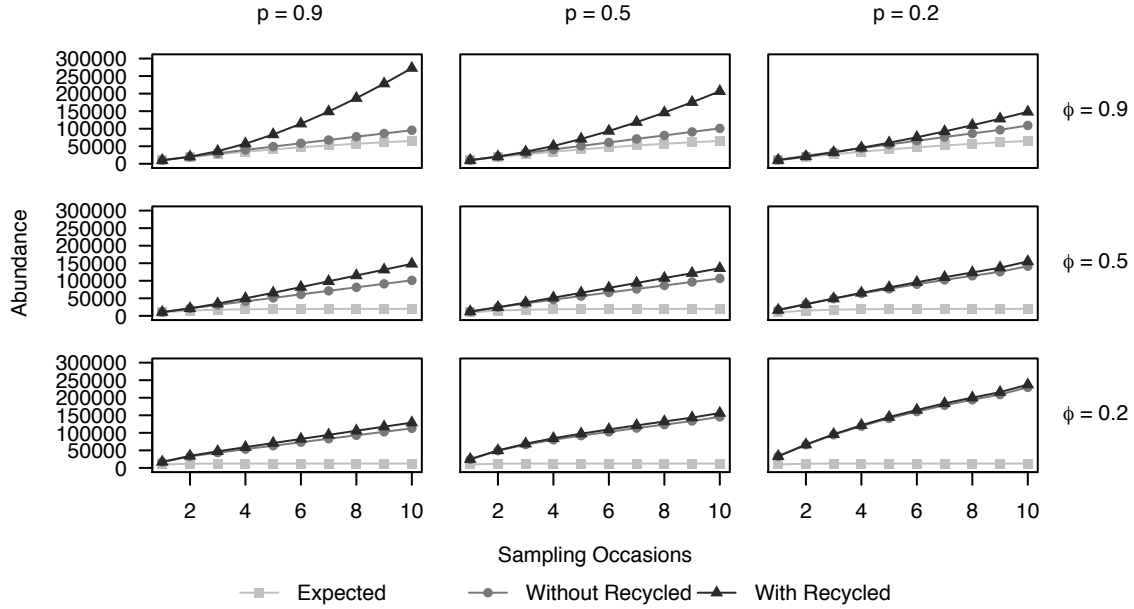 p = 0.9 p = 0.5 p = 0.2
300000
250000
200000
150000
100000
50000
0
ϕ = 0.9
300000
250000
200000
150000
100000
50000
0
ϕ = 0.5
Abundance
300000
250000
200000
150000
100000
50000
0
ϕ = 0.2
2 4 6 8 10 2 4 6 8 10 2 4 6 8 10
Sampling Occasions
Expected Without Recycled With Recycled